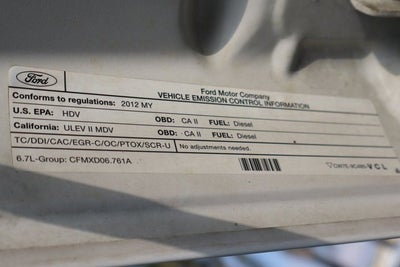 Ford
Ford Motor Company
VEHICLE EMISSION CONTROL INFORMATION
Conforms to regulations: 2012 MY
U.S. EPA: HDV OBD: CA II FUEL: Diesel
California: ULEV II MDV OBD: CA II FUEL: Diesel
TC/DDI/CAC/EGR-C/OC/PTOX/SCR-U No adjustments needed.
6.7L-Group: CFMXD06.761A VCL